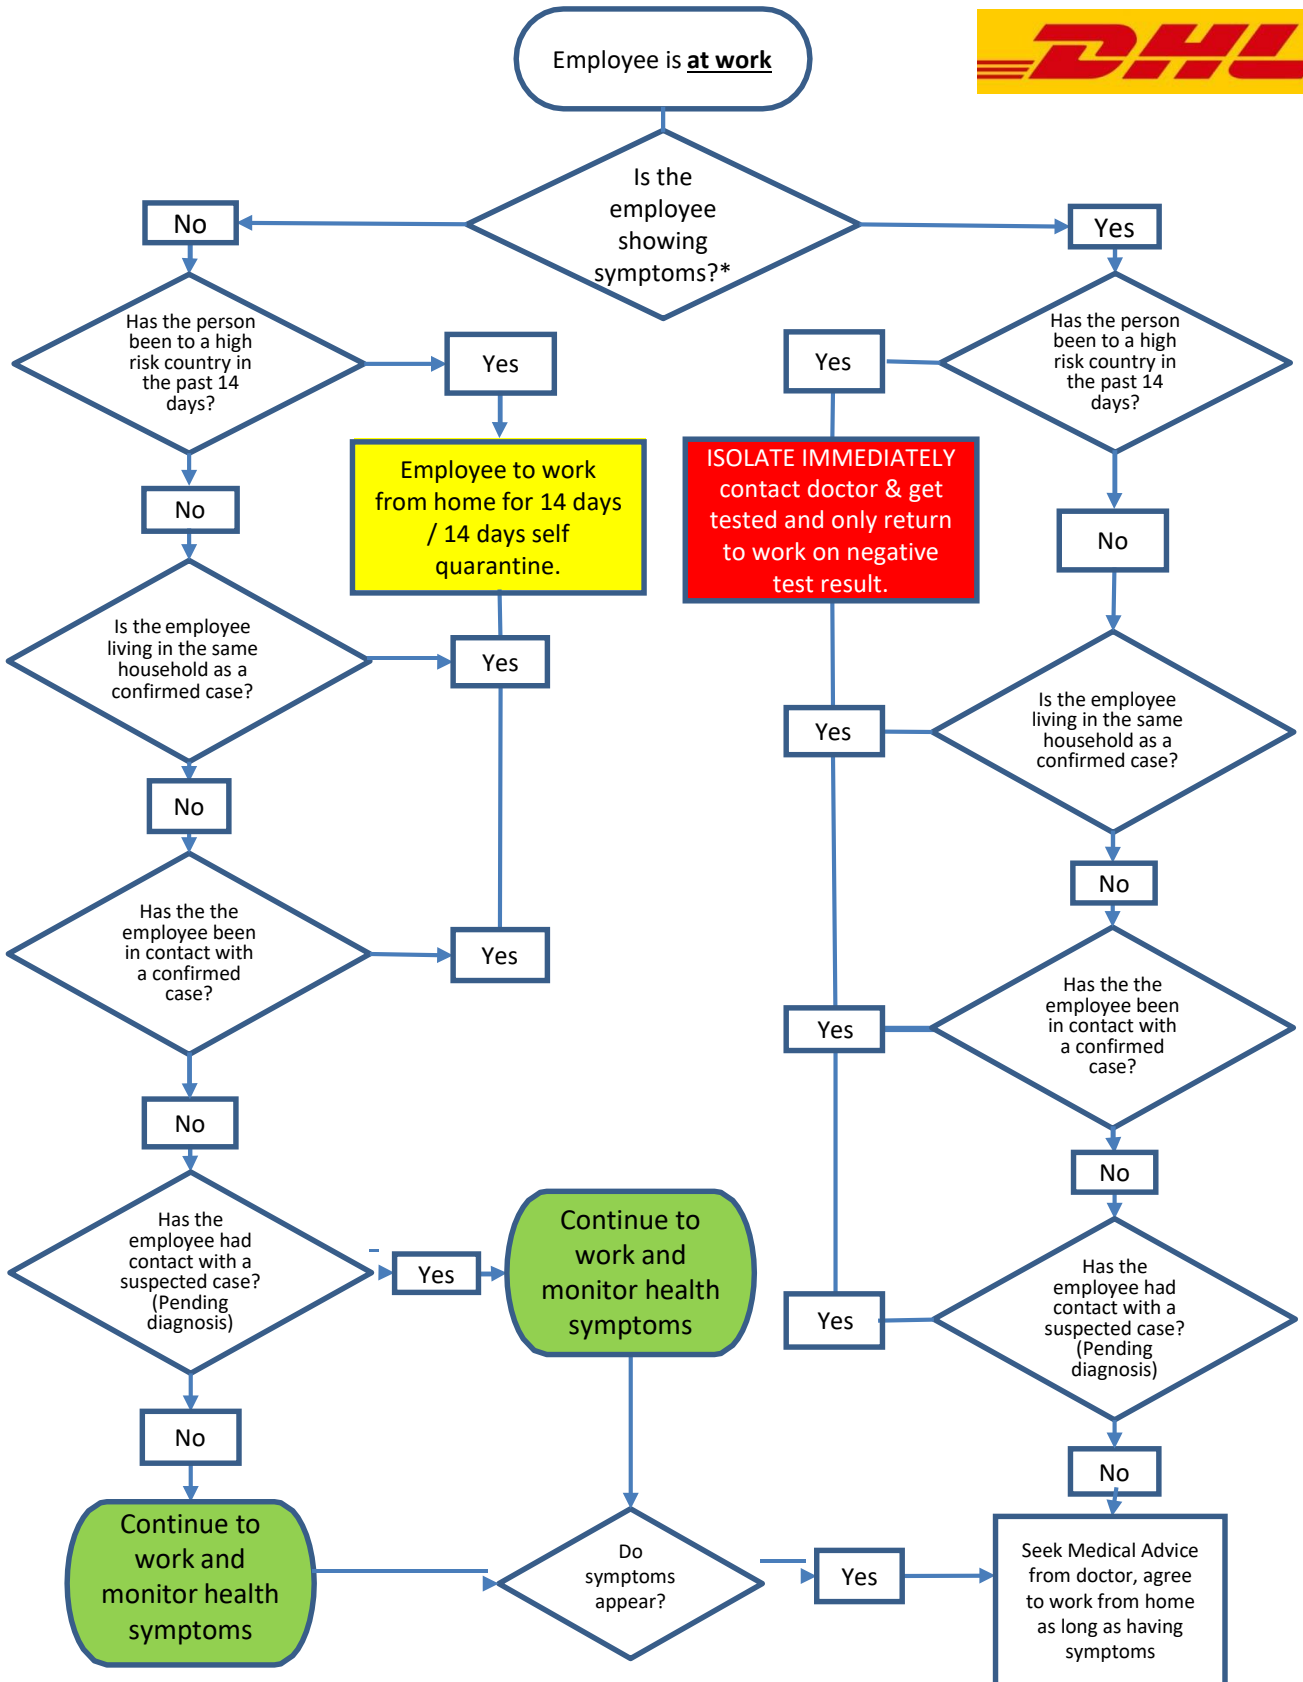 Employee is at work
DHL
Is the
employee
showing
symptoms?*
No
Yes
Has the person
been to a high
risk country in
the past 14
days?
Yes
Yes
Has the person
been to a high
risk country in
the past 14
days?
Employee to work
from home for 14 days
/ 14 days self
quarantine.
ISOLATE IMMEDIATELY
contact doctor & get
tested and only return
to work on negative
test result.
No
No
Is the employee
living in the same
household as a
confirmed case?
Yes
Yes
Is the employee
living in the same
household as a
confirmed case?
No
No
Has the the
employee been
in contact with
a confirmed
case?
Yes
Yes
Has the the
employee been
in contact with
a confirmed
case?
No
No
Has the
employee had
contact with a
suspected case?
(Pending
diagnosis)
Yes
Continue to
work and
monitor health
symptoms
Yes
Has the
employee had
contact with a
suspected case?
(Pending
diagnosis)
No
No
Continue to
work and
monitor health
symptoms
Do
symptoms
appear?
Yes
Seek Medical Advice
from doctor, agree
to work from home
as long as having
symptoms